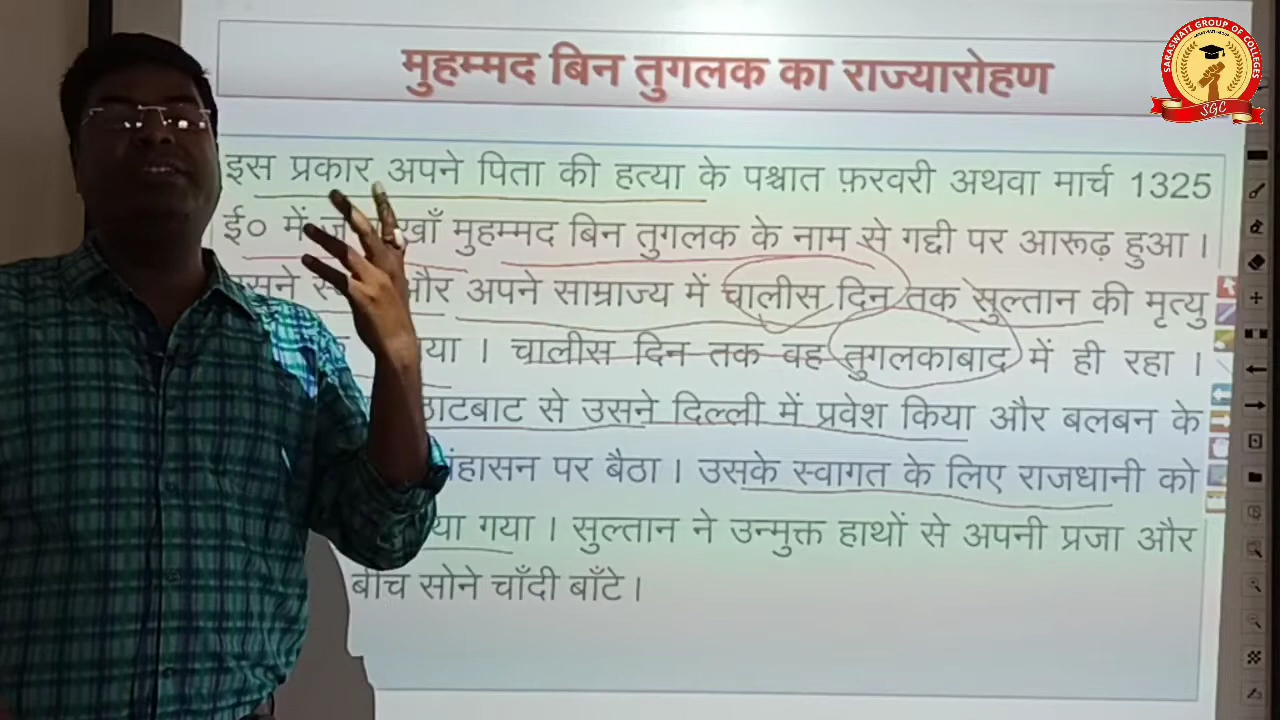 SARASWATI GROUP OF COLLEGES
SGC
मुहम्मद बिन तुगलक का राज्यारोहण
इस प्रकार अपने पिता की हत्या के पश्चात फ़रवरी अथवा मार्च 1325
ई० में खाँ मुहम्मद बिन तुगलक के नाम से गद्दी पर आरूढ़ हुआ ।
और अपने साम्राज्य में चालीस दिन तक सुल्तान की मृत्यु
। चालीस दिन तक वह तुगलकाबाद में ही रहा ।
ठाटबाट से उसने दिल्ली में प्रवेश किया और बलबन के
पर बैठा । उसके स्वागत के लिए राजधानी को
गया । सुल्तान ने उन्मुक्त हाथों से अपनी प्रजा और
बीच सोने चाँदी बाँटे ।